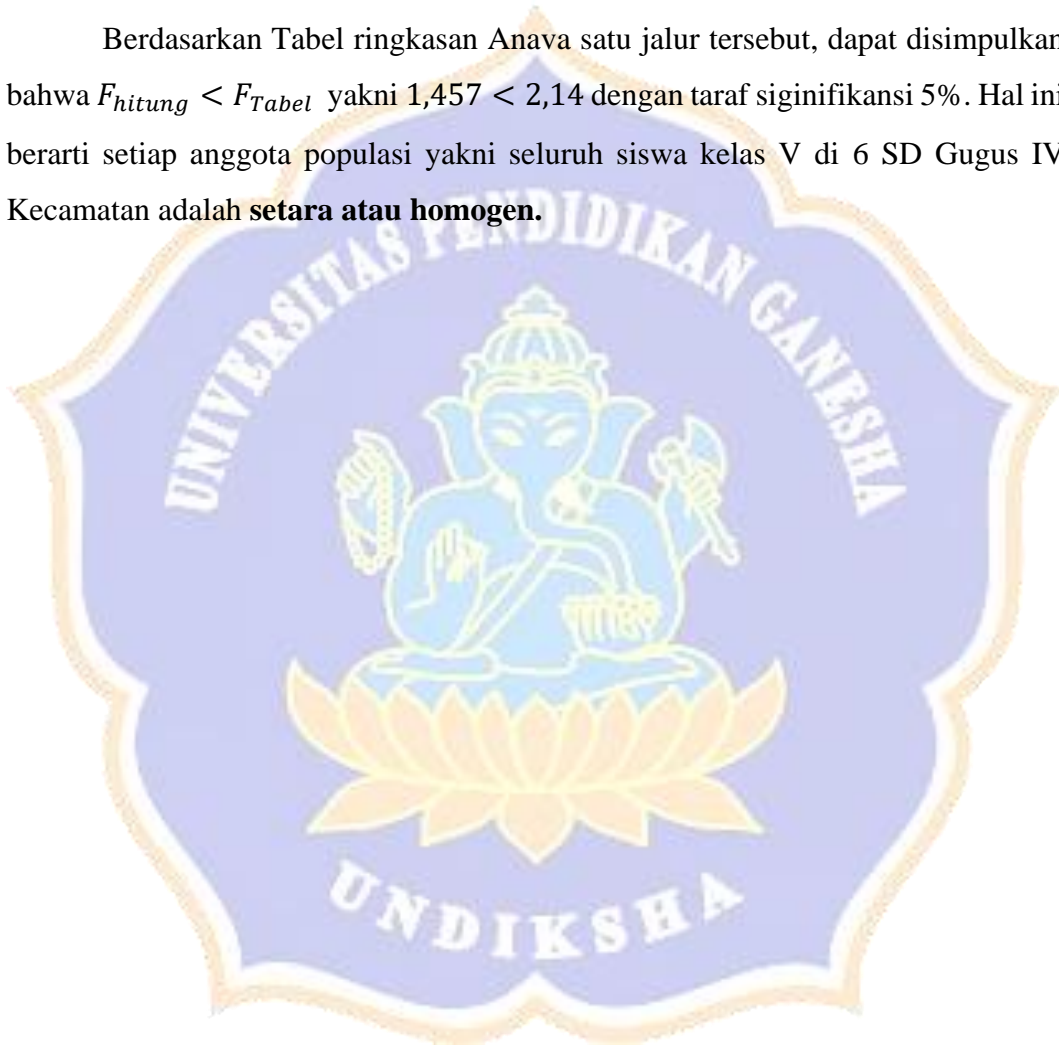 Berdasarkan Tabel ringkasan Anava satu jalur tersebut, dapat disimpulkan
bahwa F_hitung < F_Tabel yakni 1,457 < 2,14 dengan taraf siginifikansi 5%. Hal ini
berarti setiap anggota populasi yakni seluruh siswa kelas V di 6 SD Gugus IV
Kecamatan adalah setara atau homogen.
UNIVERSITAS PENDIDIKAN GANESHA
UNDIKSHA